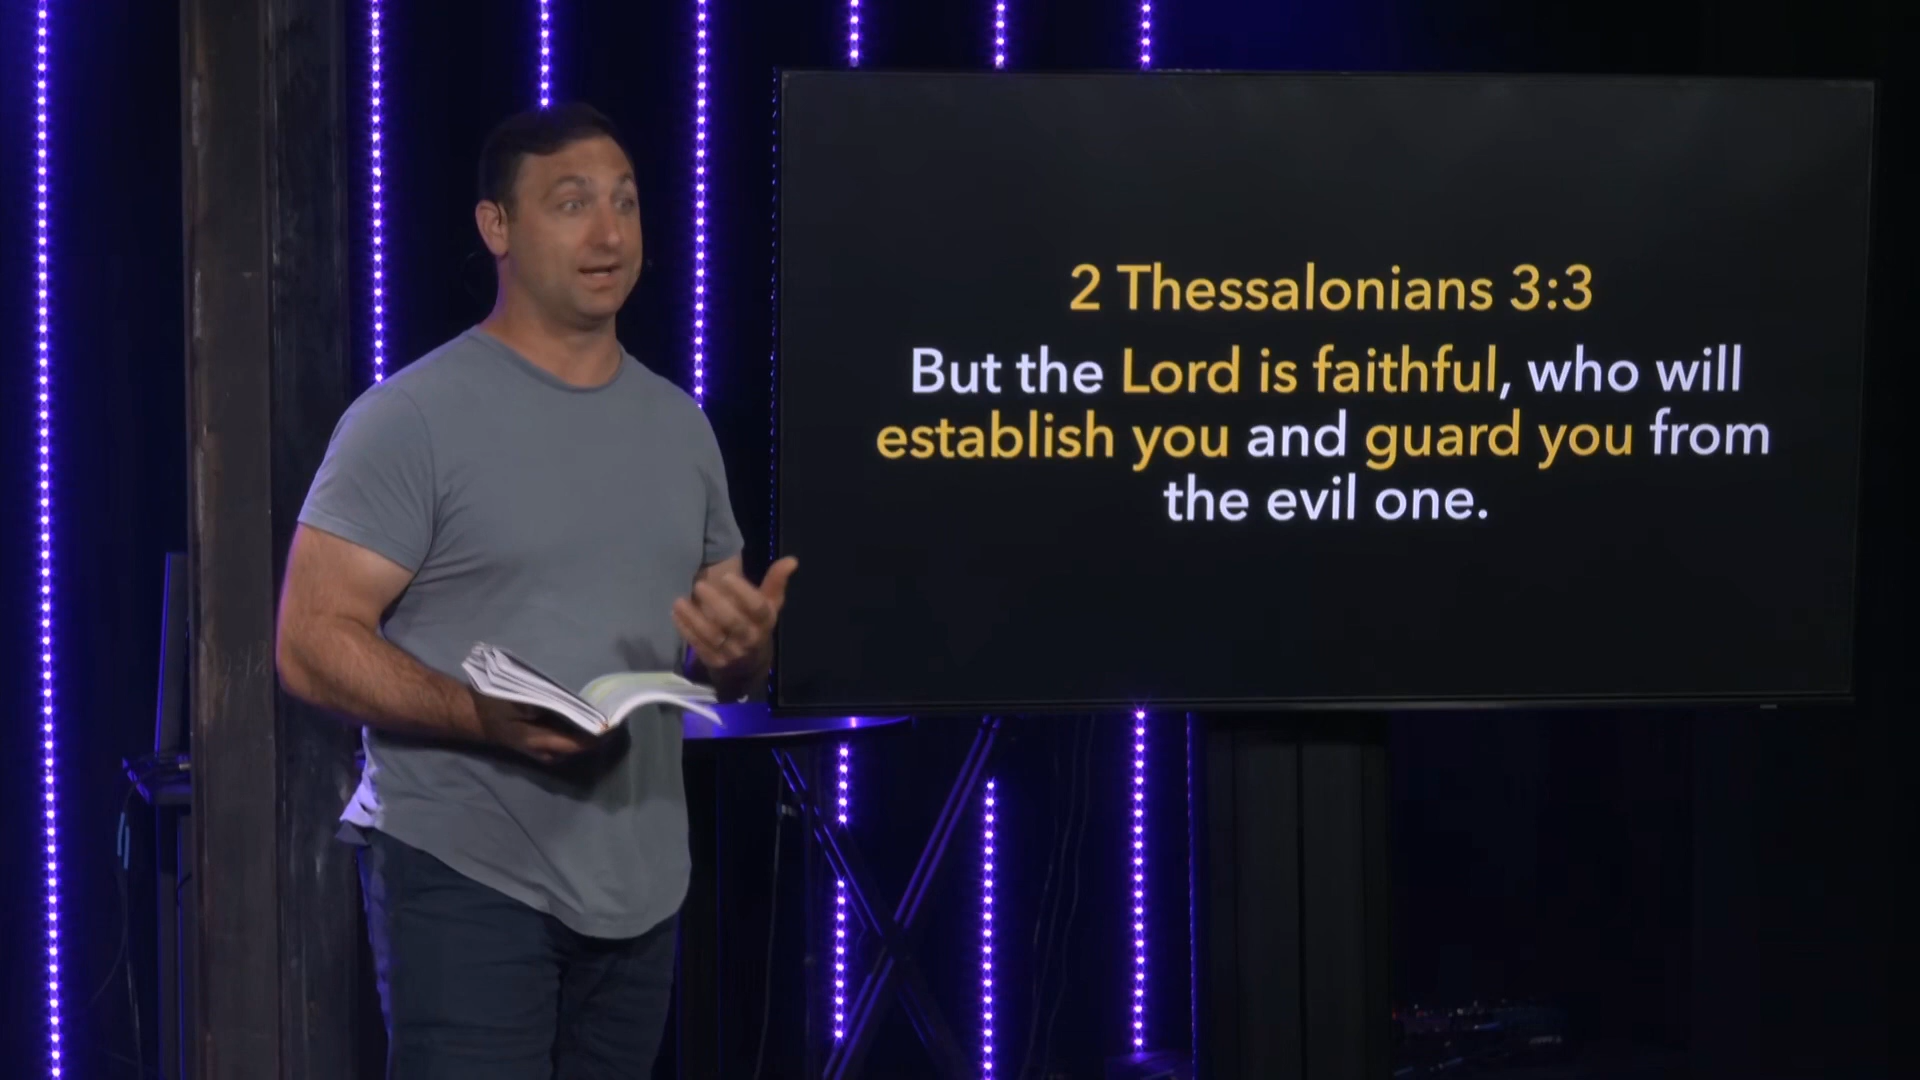 2 Thessalonians 3:3
But the Lord is faithful, who will
establish you and guard you from
the evil one.